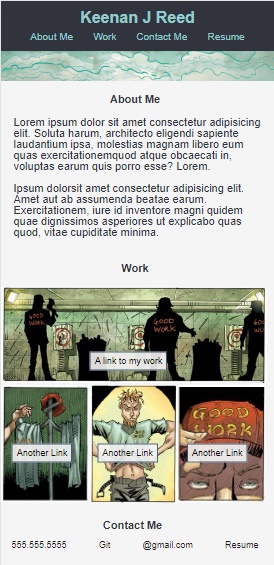 Keenan J Reed
About Me Work Contact Me Resume
About Me
Lorem ipsum dolor sit amet consectetur adipisicing
elit. Soluta harum, architecto eligendi sapiente
laudantium ipsa, molestias magnam libero eum
quas exercitationemquod atque obcaecati in,
voluptas earum quis porro esse? Lorem.
Ipsum dolorsit amet consectetur adipisicing elit.
Amet aut ab assumenda beatae earum.
Exercitationem, iure id inventore magni quidem
quae dignissimos asperiores ut explicabo quas
quod, vitae cupiditate minima.
Work
GOOD
WORK
GOOD
WORK
GOOD
WORK
A link to my work
Another Link
Another Link
GOOD
WORK
Another Link
Contact Me
555.555.5555 Git @gmail.com Resume